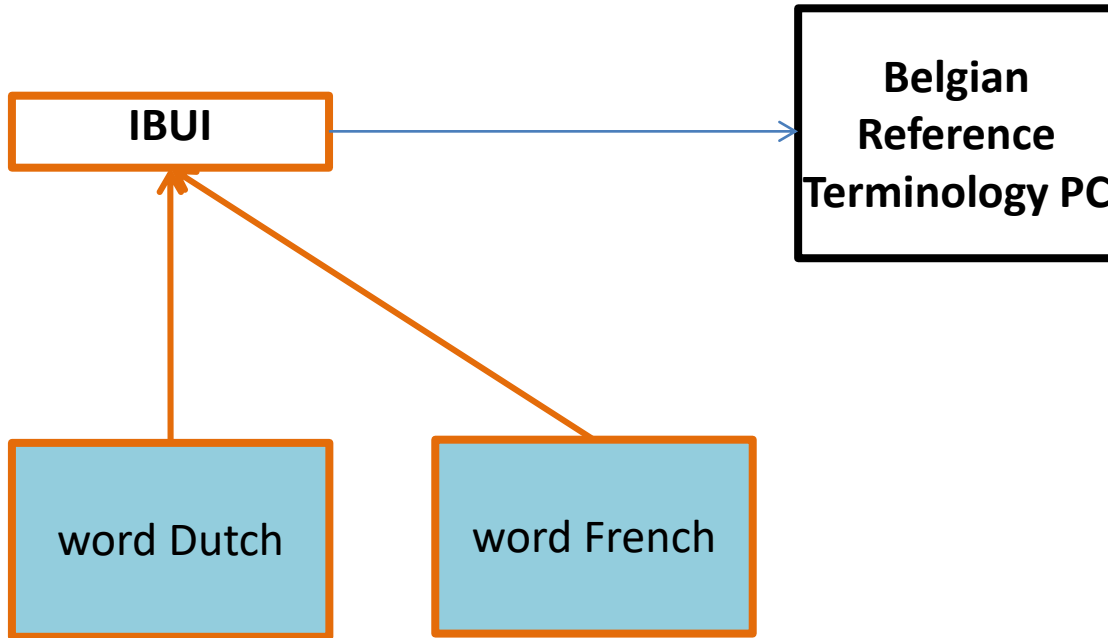 IBUI
Belgian
Reference
Terminology PC
word Dutch
word French